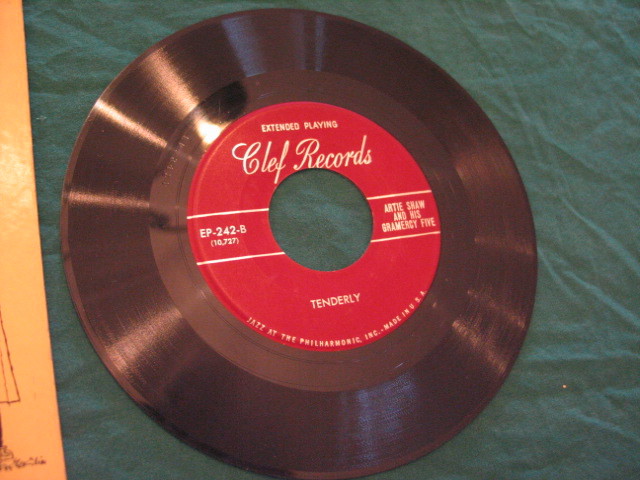 EXTENDED PLAYING
Clef Records
EP-242-B
(10,727)
ARTIE SHAW
AND HIS
GRAMERCY FIVE
TENDERLY
JAZZ AT THE PHILHARMONIC, INC. - MADE IN U.S.A.